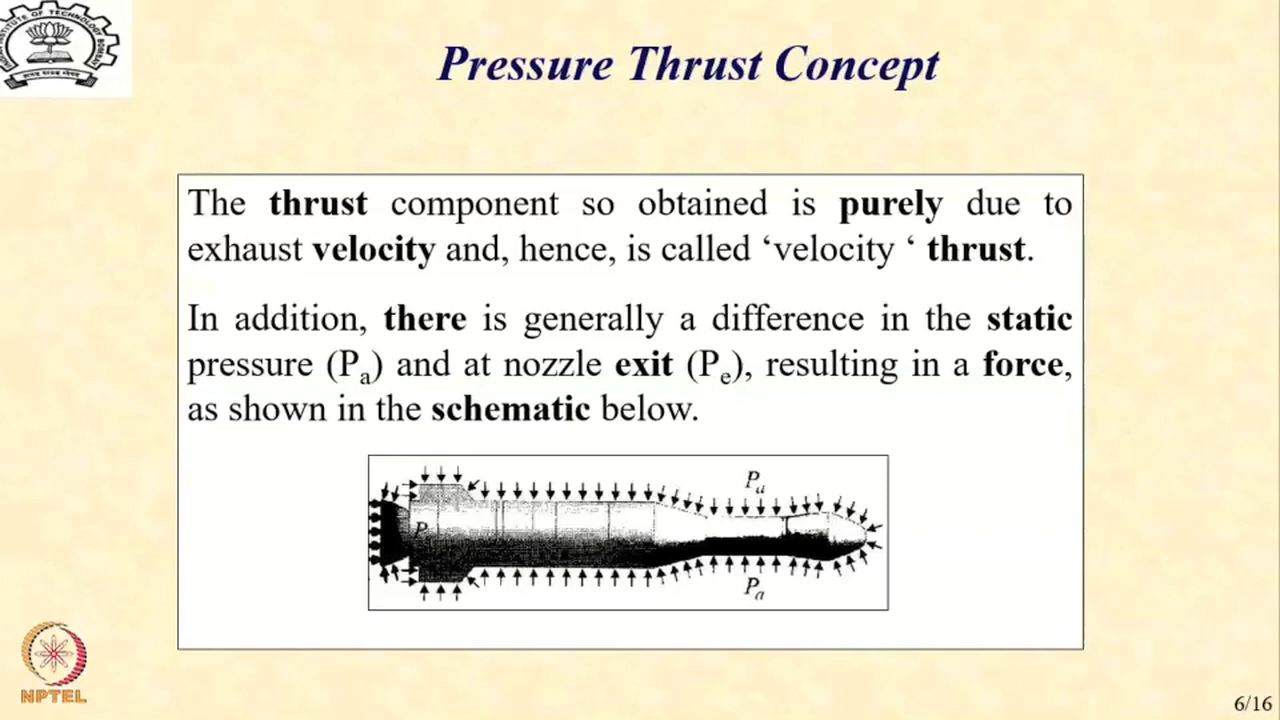 Pressure Thrust Concept
The thrust component so obtained is purely due to
exhaust velocity and, hence, is called ‘velocity ‘ thrust.
In addition, there is generally a difference in the static
pressure (Pa) and at nozzle exit (Pe), resulting in a force,
as shown in the schematic below.
Pa
P
Pa
NPTEL
6/16